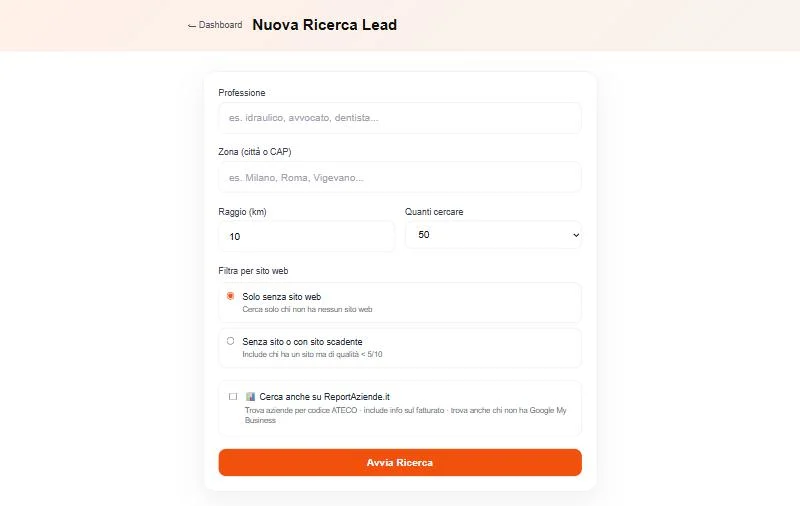 ← Dashboard Nuova Ricerca Lead
Professione
es. idraulico, avvocato, dentista...
Zona (città o CAP)
es. Milano, Roma, Vigevano...
Raggio (km) Quanti cercare
10 50
Filtra per sito web
Solo senza sito web
Cerca solo chi non ha nessun sito web
Senza sito o con sito scadente
Include chi ha un sito ma di qualità < 5/10
Cerca anche su ReportAziende.it
Trova aziende per codice ATECO · include info sul fatturato · trova anche chi non ha Google My
Business
Avvia Ricerca